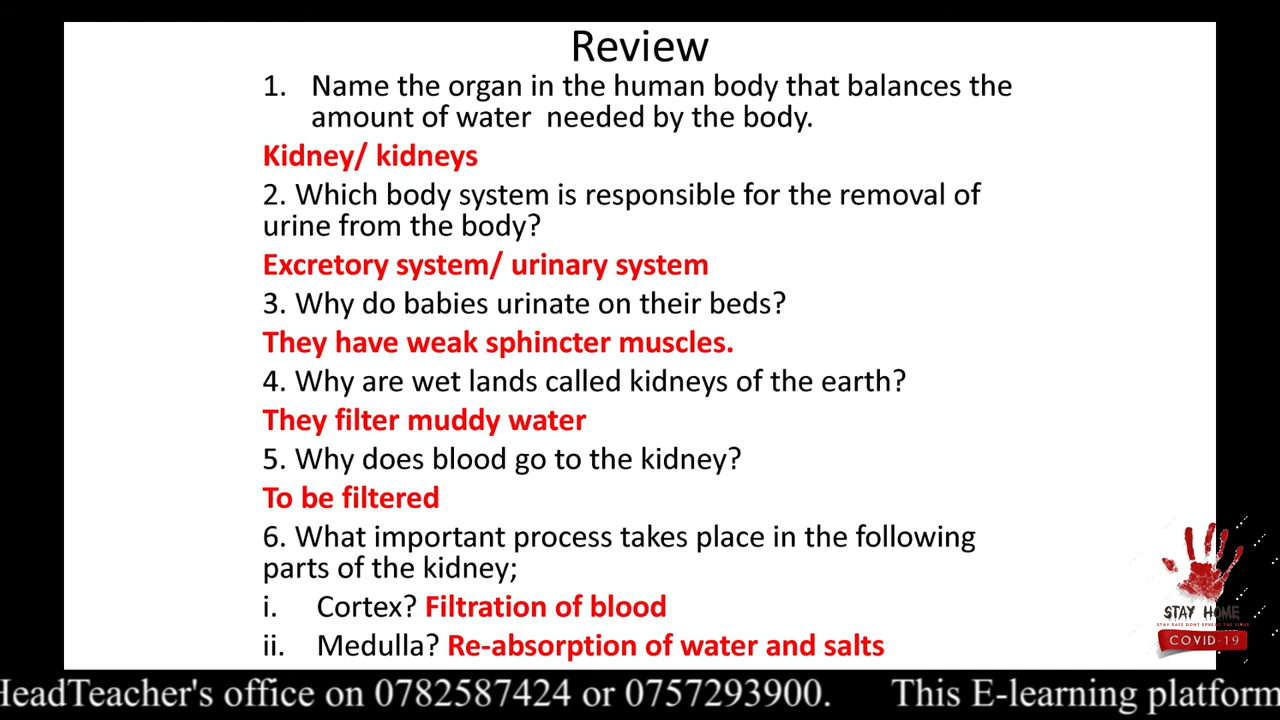 Review
1. Name the organ in the human body that balances the
amount of water needed by the body.
Kidney/ kidneys
2. Which body system is responsible for the removal of
urine from the body?
Excretory system/ urinary system
3. Why do babies urinate on their beds?
They have weak sphincter muscles.
4. Why are wet lands called kidneys of the earth?
They filter muddy water
5. Why does blood go to the kidney?
To be filtered
6. What important process takes place in the following
parts of the kidney;
i. Cortex? Filtration of blood
ii. Medulla? Re-absorption of water and salts
STAY HOME
STAY SAFE DONT SPREAD THE VIRUS
COVID-19
HeadTeacher's office on 0782587424 or 0757293900. This E-learning platform